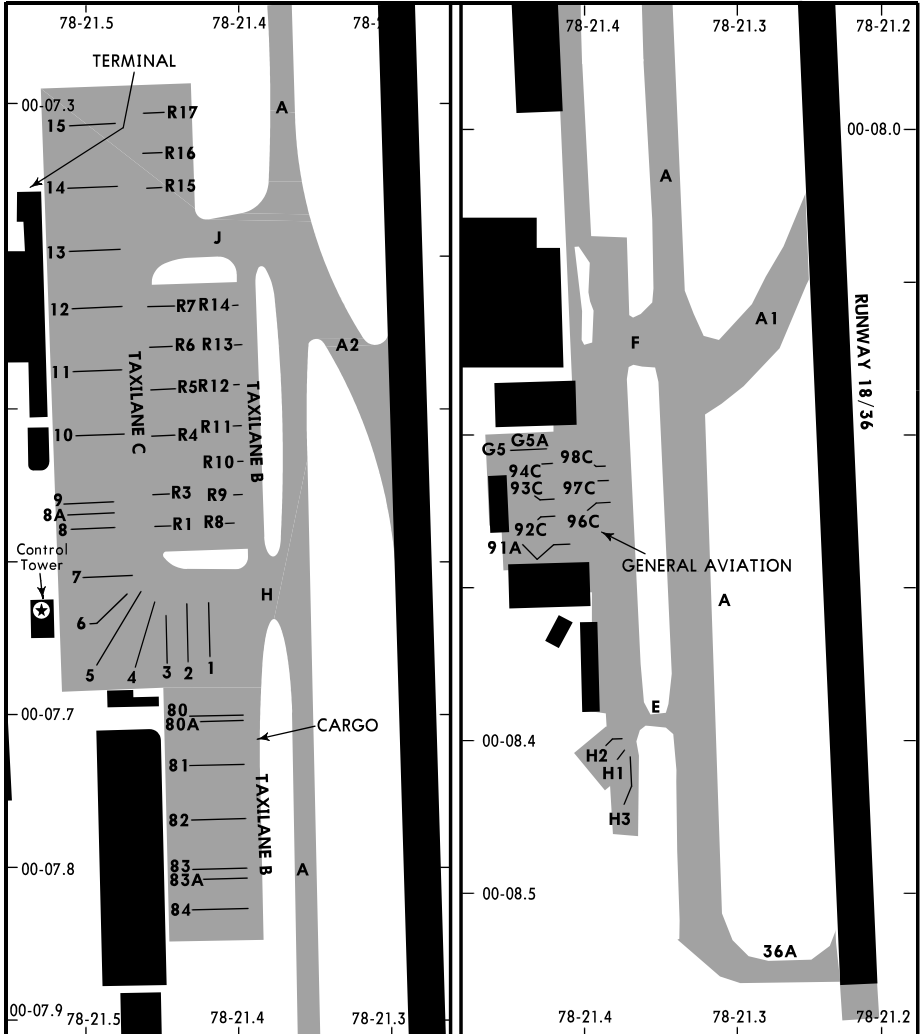 78-21.5
78-21.4
78-21.4
78-21.3
78-21.2
TERMINAL
00-07.3
A
R17
15
R16
14
R15
J
13
12
R7
R14
A2
R6
R13
11
R5
R12
TAXILANE C
TAXILANE B
R11
10
R4
R10
9
R3
R9
8A
8
R1
R8
Control
Tower
7
H
6
5
4
3
2
1
00-07.7
80
80A
CARGO
81
TAXILANE B
82
83
83A
84
00-07.8
A
00-07.9
78-21.5
78-21.4
78-21.3
00-08.0
A
A1
F
RUNWAY 18/36
G5
G5A
94C
98C
93C
97C
92C
96C
91A
GENERAL AVIATION
A
E
00-08.4
H2
H1
H3
00-08.5
36A
78-21.4
78-21.3
78-21.2